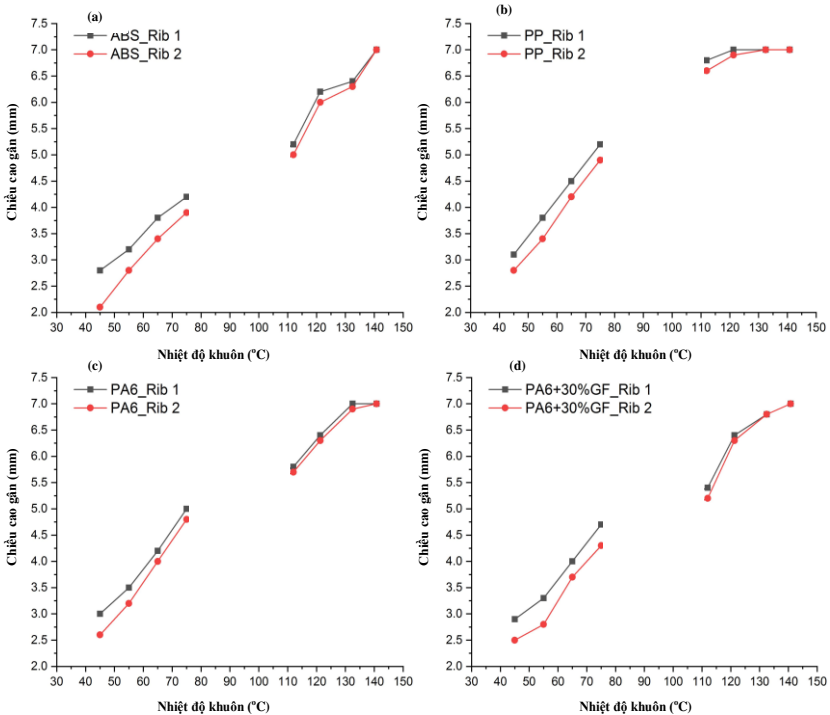 (a)
ABS_Rib 1
ABS_Rib 2
Chiều cao gân (mm)
7.5
7.0
6.5
6.0
5.5
5.0
4.5
4.0
3.5
3.0
2.5
2.0
30 40 50 60 70 80 90 100 110 120 130 140 150
Nhiệt độ khuôn (°C)
(b)
PP_Rib 1
PP_Rib 2
Chiều cao gân (mm)
7.5
7.0
6.5
6.0
5.5
5.0
4.5
4.0
3.5
3.0
2.5
2.0
30 40 50 60 70 80 90 100 110 120 130 140 150
Nhiệt độ khuôn (°C)
(c)
PA6_Rib 1
PA6_Rib 2
Chiều cao gân (mm)
7.5
7.0
6.5
6.0
5.5
5.0
4.5
4.0
3.5
3.0
2.5
2.0
30 40 50 60 70 80 90 100 110 120 130 140 150
Nhiệt độ khuôn (°C)
(d)
PA6+30%GF_Rib 1
PA6+30%GF_Rib 2
Chiều cao gân (mm)
7.5
7.0
6.5
6.0
5.5
5.0
4.5
4.0
3.5
3.0
2.5
2.0
30 40 50 60 70 80 90 100 110 120 130 140 150
Nhiệt độ khuôn (°C)